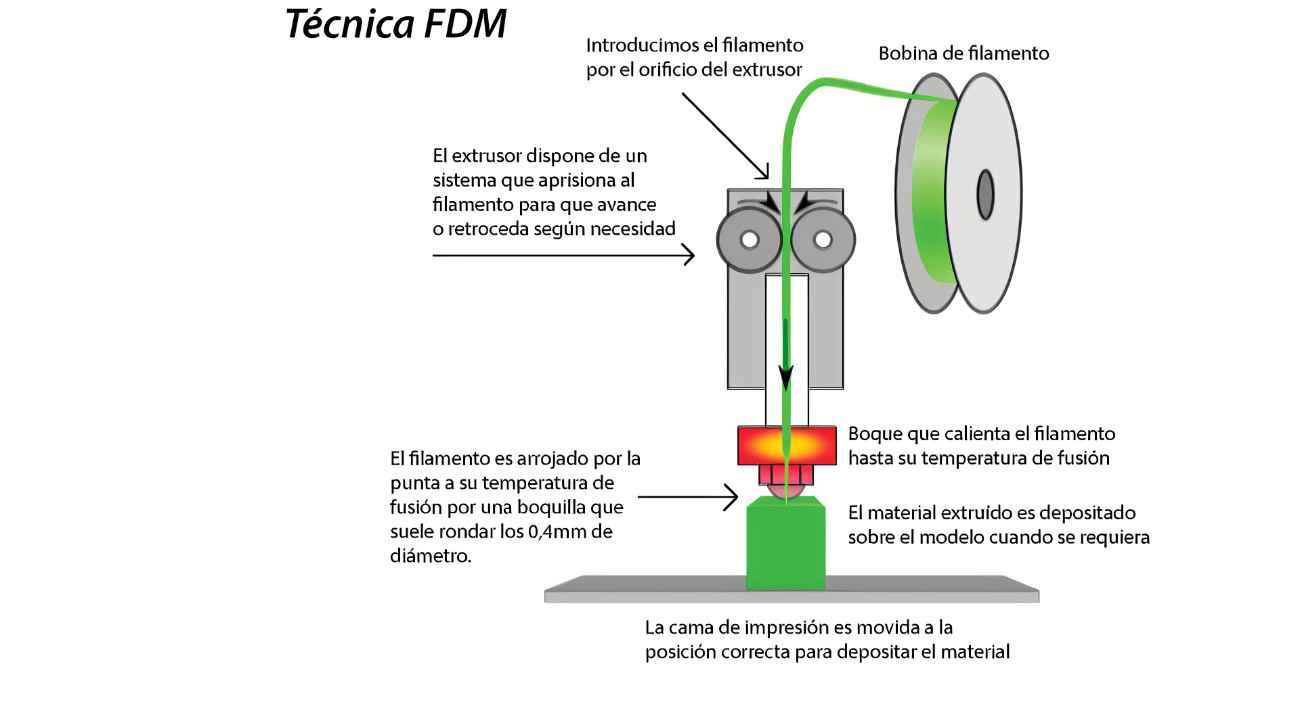 Técnica FDM
Introducimos el filamento
por el orificio del extrusor
Bobina de filamento
El extrusor dispone de un
sistema que aprisiona al
filamento para que avance
o retroceda según necesidad
Boque que calienta el filamento
hasta su temperatura de fusión
El filamento es arrojado por la
punta a su temperatura de
fusión por una boquilla que
suele rondar los 0,4mm de
diámetro.
El material extruído es depositado
sobre el modelo cuando se requiera
La cama de impresión es movida a la
posición correcta para depositar el material